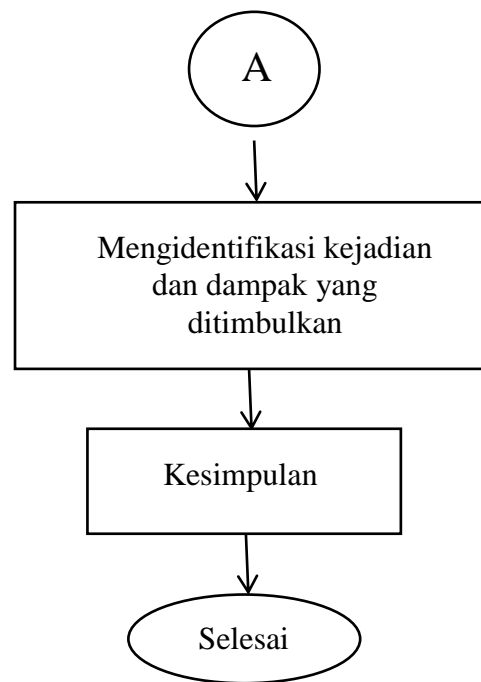 A
Mengidentifikasi kejadian
dan dampak yang
ditimbulkan
Kesimpulan
Selesai